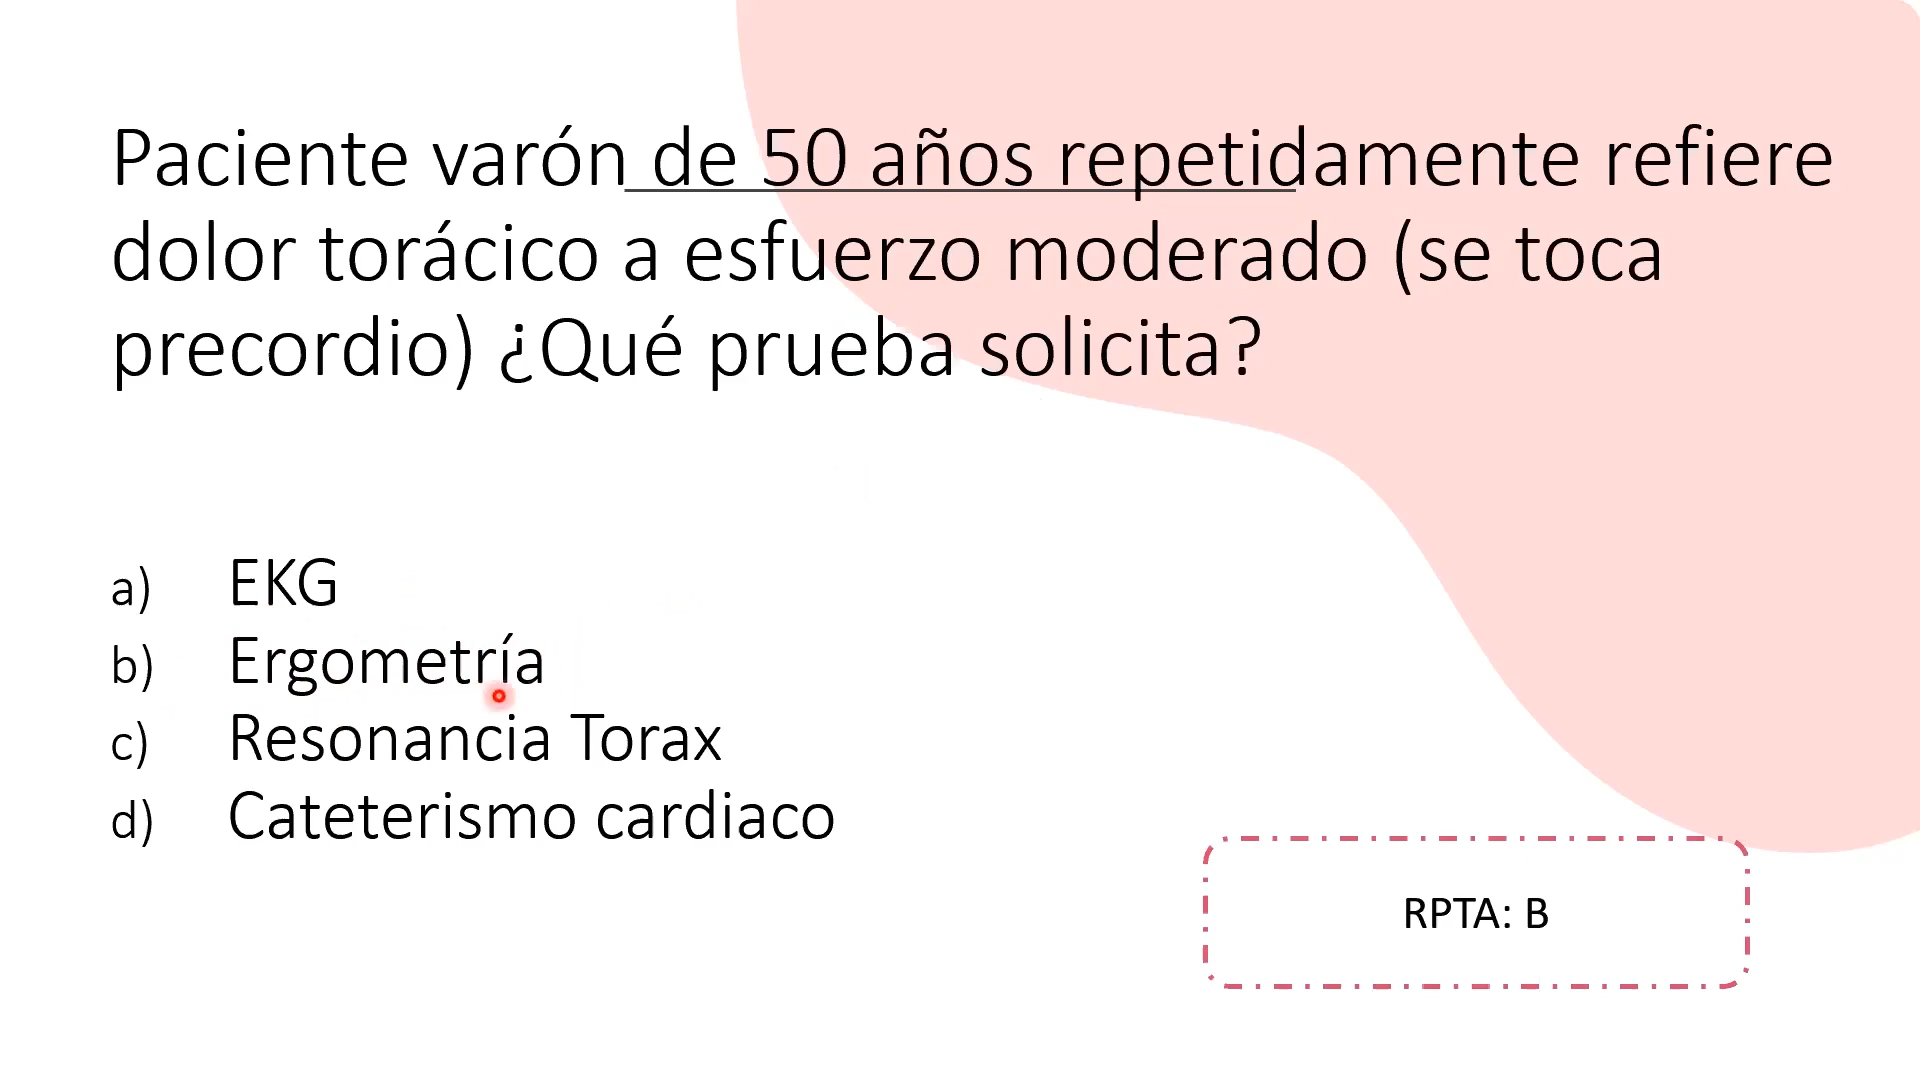 Paciente varón de 50 años repetidamente refiere
dolor torácico a esfuerzo moderado (se toca
precordio) ¿Qué prueba solicita?
a) EKG
b) Ergometría
c) Resonancia Torax
d) Cateterismo cardiaco
RPTA: B